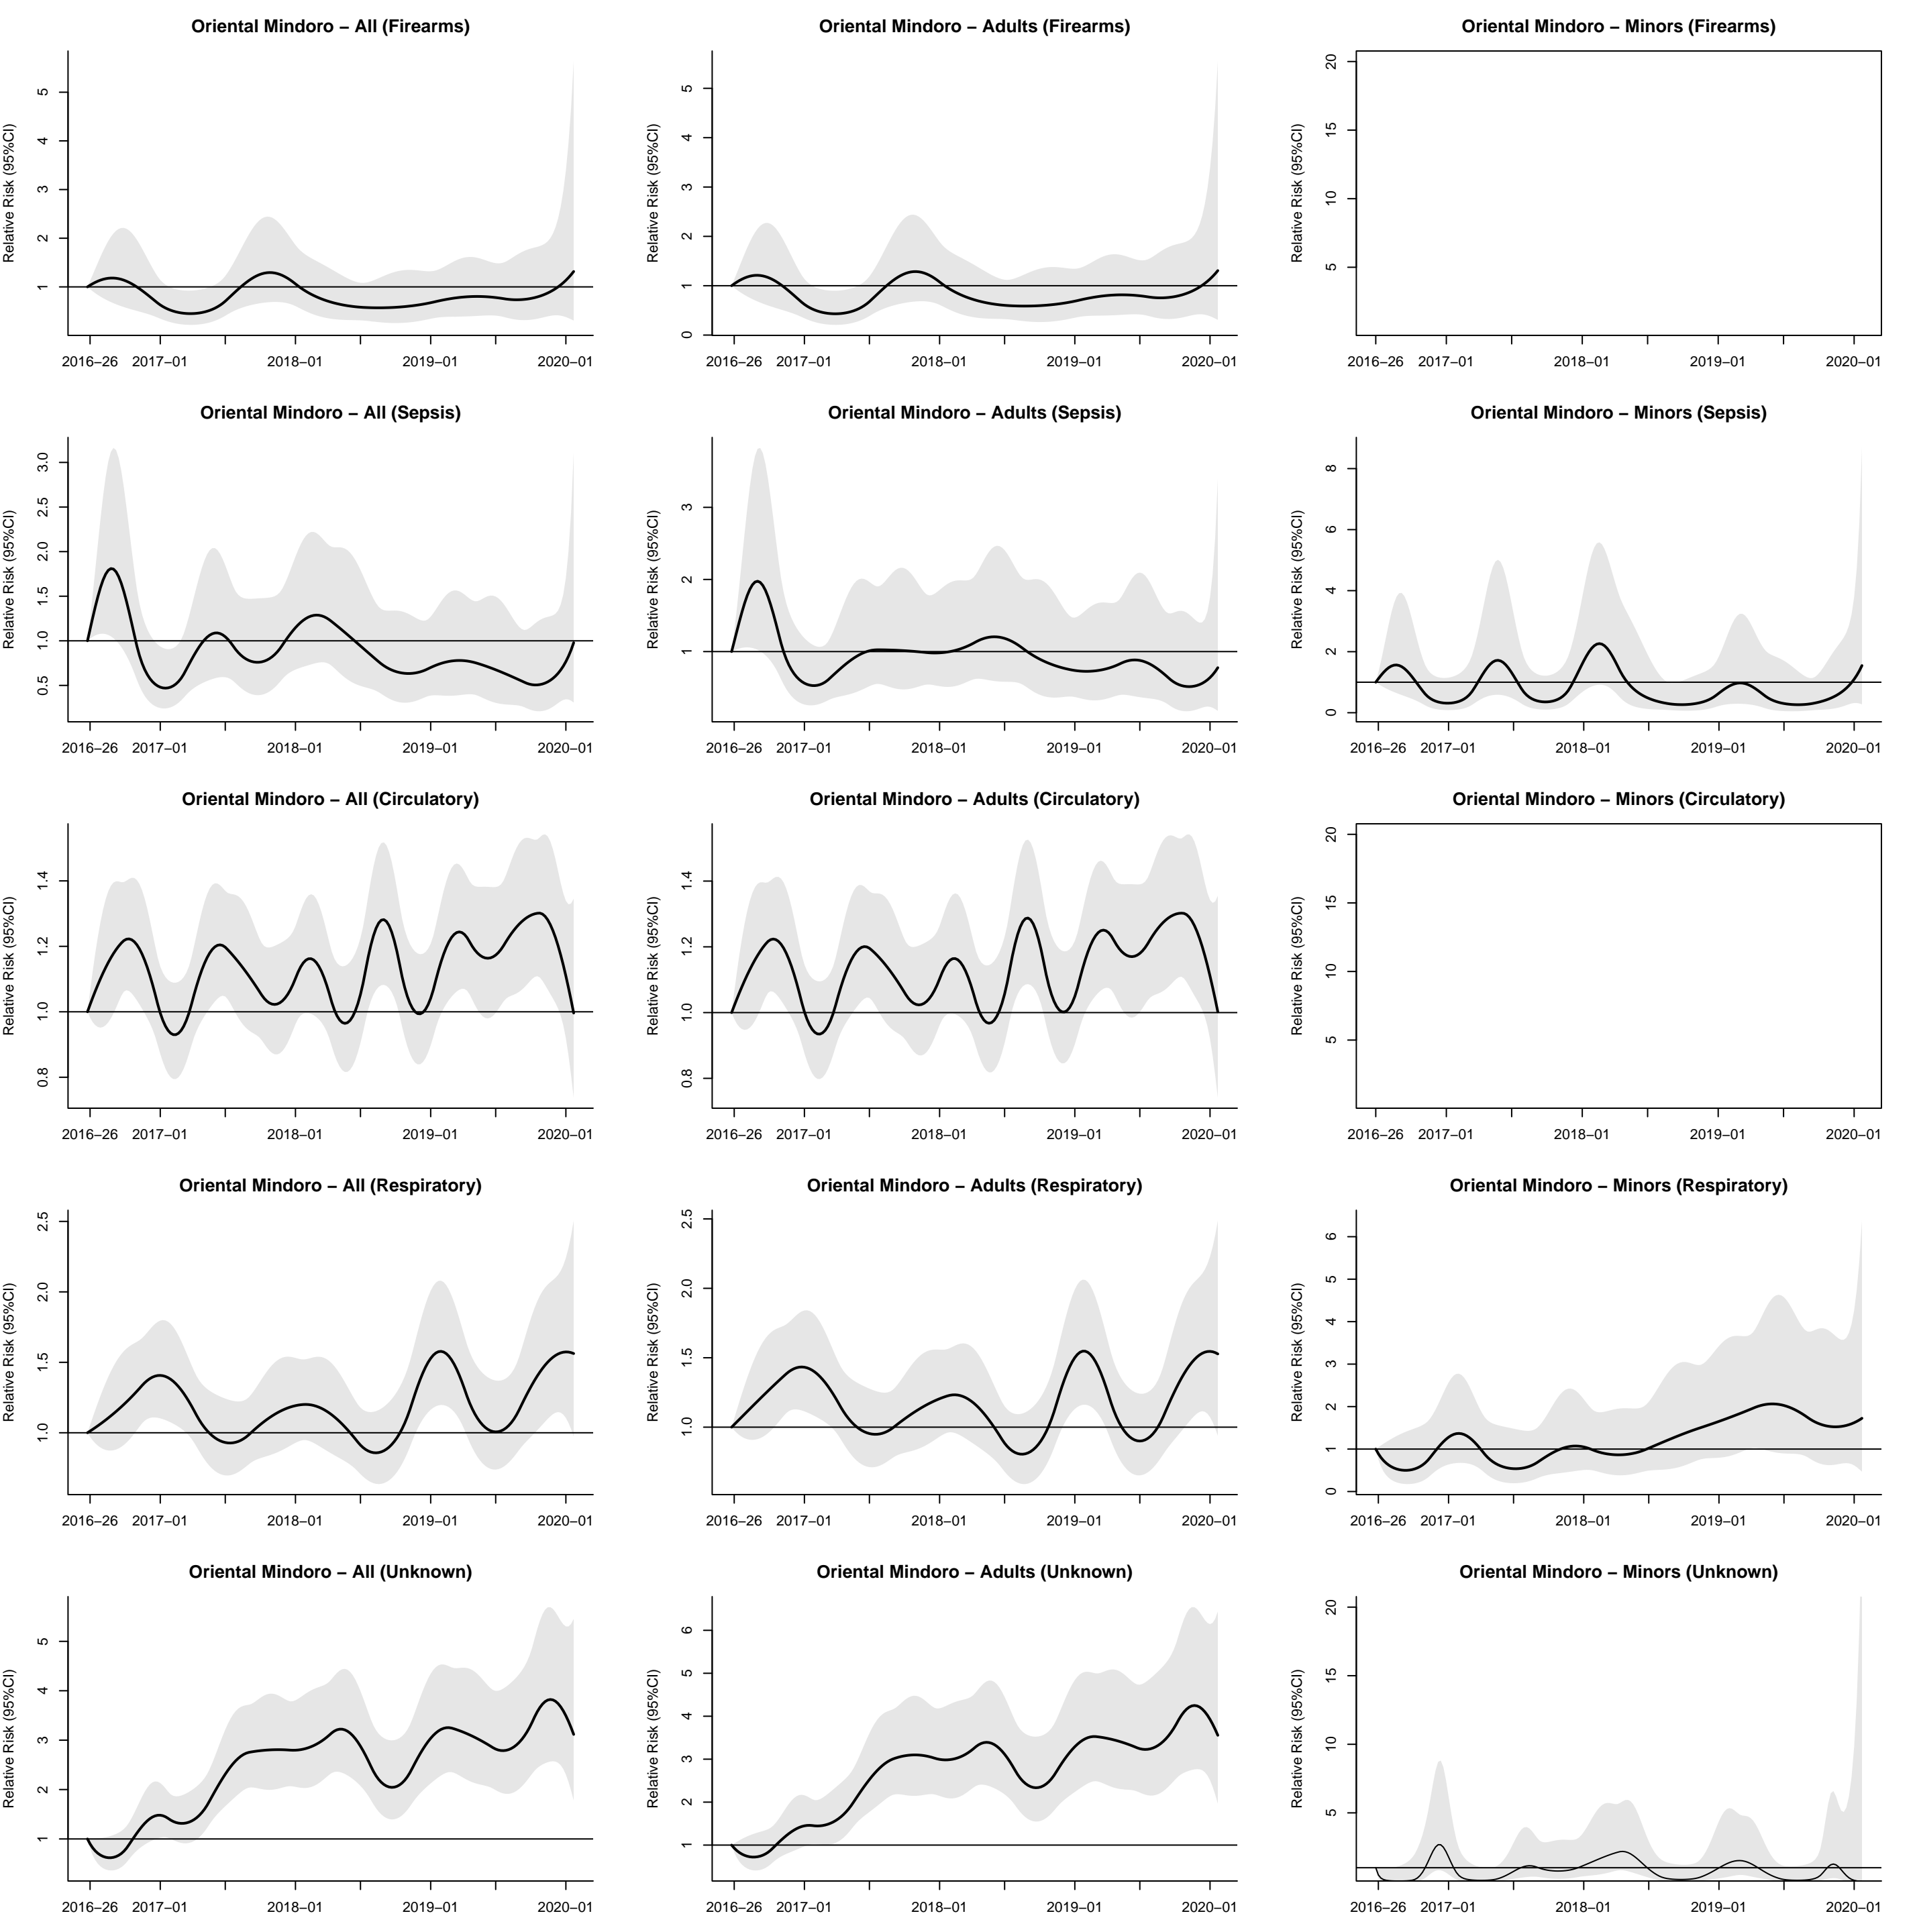 Oriental Mindoro – All (Firearms)
Relative Risk (95%CI)
5
4
3
2
1
2016–26 2017–01 2018–01 2019–01 2020–01
Oriental Mindoro – Adults (Firearms)
Relative Risk (95%CI)
5
4
3
2
1
0
2016–26 2017–01 2018–01 2019–01 2020–01
Oriental Mindoro – Minors (Firearms)
Relative Risk (95%CI)
20
15
10
5
2016–26 2017–01 2018–01 2019–01 2020–01
Oriental Mindoro – All (Sepsis)
Relative Risk (95%CI)
3.0
2.5
2.0
1.5
1.0
0.5
2016–26 2017–01 2018–01 2019–01 2020–01
Oriental Mindoro – Adults (Sepsis)
Relative Risk (95%CI)
3
2
1
2016–26 2017–01 2018–01 2019–01 2020–01
Oriental Mindoro – Minors (Sepsis)
Relative Risk (95%CI)
8
6
4
2
0
2016–26 2017–01 2018–01 2019–01 2020–01
Oriental Mindoro – All (Circulatory)
Relative Risk (95%CI)
1.4
1.2
1.0
0.8
2016–26 2017–01 2018–01 2019–01 2020–01
Oriental Mindoro – Adults (Circulatory)
Relative Risk (95%CI)
1.4
1.2
1.0
0.8
2016–26 2017–01 2018–01 2019–01 2020–01
Oriental Mindoro – Minors (Circulatory)
Relative Risk (95%CI)
20
15
10
5
2016–26 2017–01 2018–01 2019–01 2020–01
Oriental Mindoro – All (Respiratory)
Relative Risk (95%CI)
2.5
2.0
1.5
1.0
2016–26 2017–01 2018–01 2019–01 2020–01
Oriental Mindoro – Adults (Respiratory)
Relative Risk (95%CI)
2.5
2.0
1.5
1.0
2016–26 2017–01 2018–01 2019–01 2020–01
Oriental Mindoro – Minors (Respiratory)
Relative Risk (95%CI)
6
5
4
3
2
1
0
2016–26 2017–01 2018–01 2019–01 2020–01
Oriental Mindoro – All (Unknown)
Relative Risk (95%CI)
5
4
3
2
1
2016–26 2017–01 2018–01 2019–01 2020–01
Oriental Mindoro – Adults (Unknown)
Relative Risk (95%CI)
6
5
4
3
2
1
2016–26 2017–01 2018–01 2019–01 2020–01
Oriental Mindoro – Minors (Unknown)
Relative Risk (95%CI)
20
15
10
5
2016–26 2017–01 2018–01 2019–01 2020–01